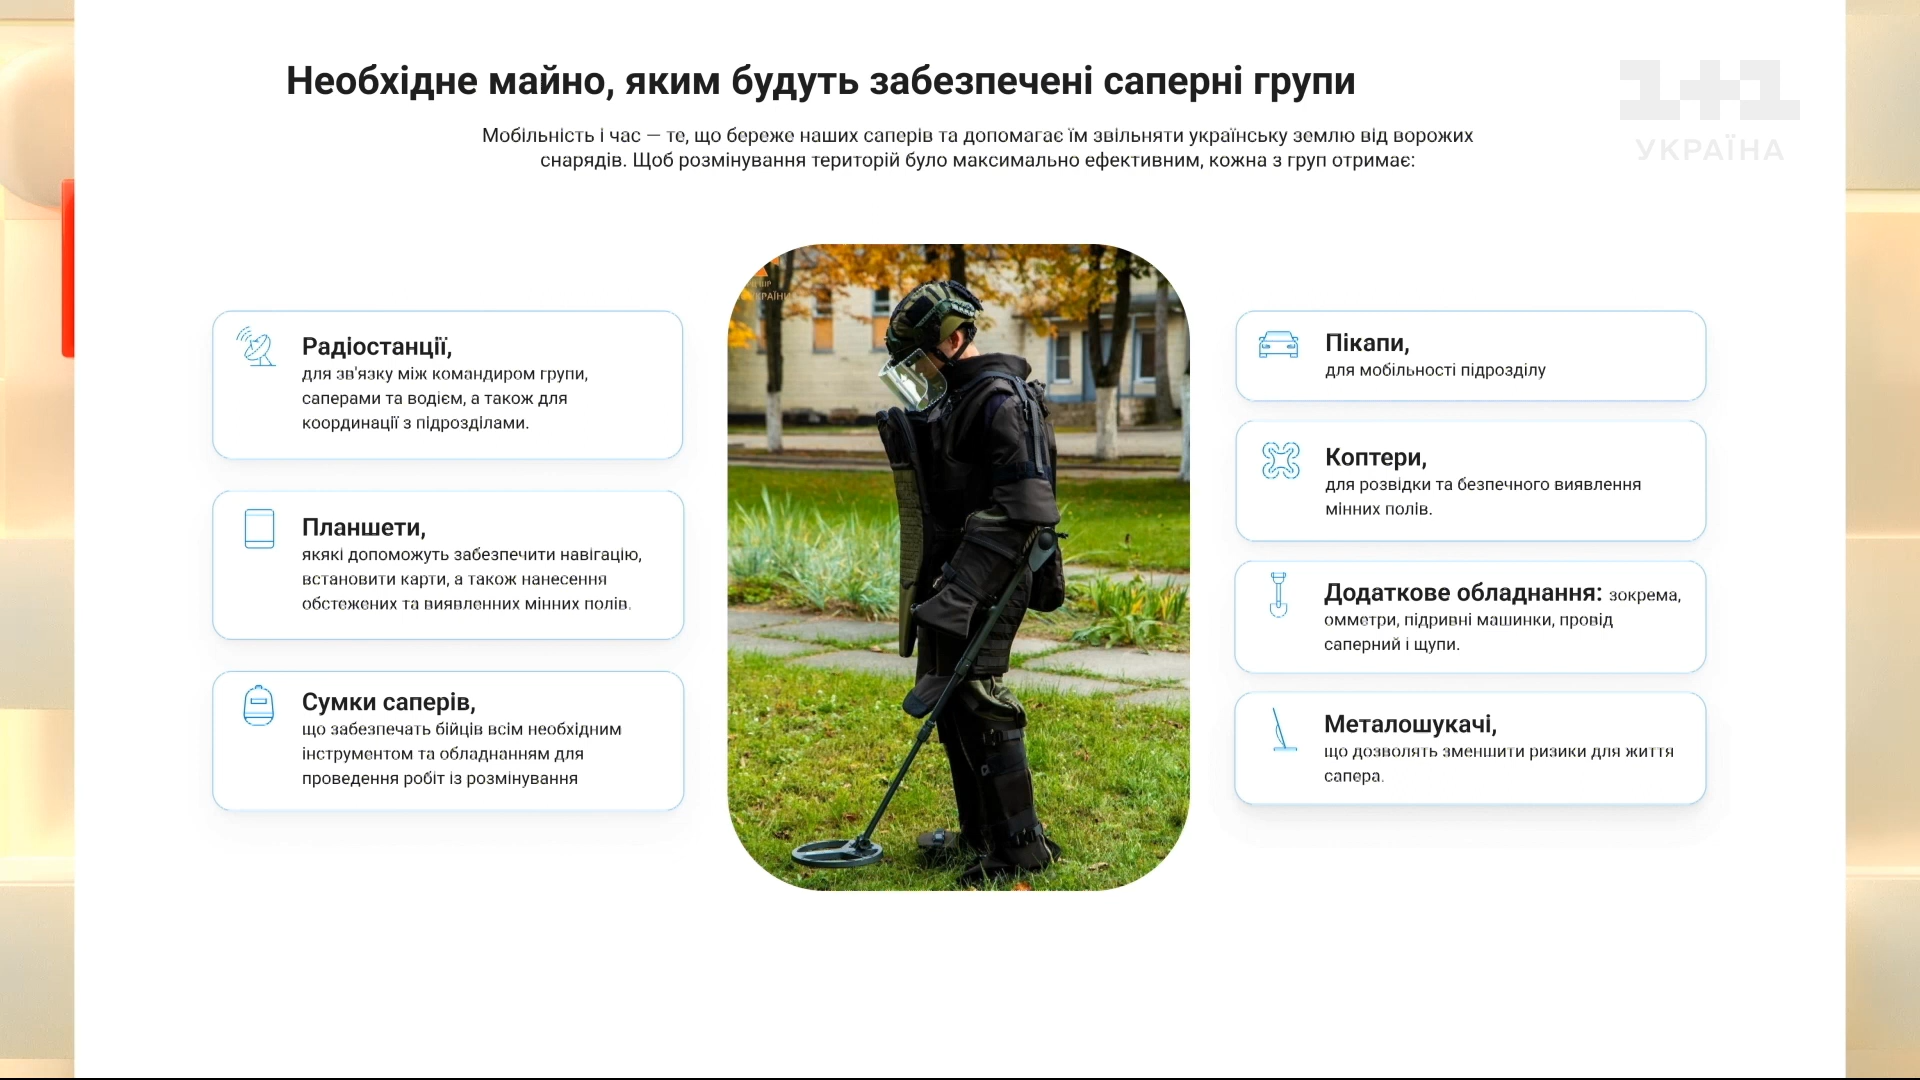 Необхідне майно, яким будуть забезпечені саперні групи
1+1
УКРАЇНА
Мобільність і час — те, що береже наших саперів та допомагає їм звільняти українську землю від ворожих
снарядів. Щоб розмінування територій було максимально ефективним, кожна з груп отримає:
Радіостанції,
для зв'язку між командиром групи,
саперами та водієм, а також для
координації з підрозділами.
Планшети,
якякі допоможуть забезпечити навігацію,
встановити карти, а також нанесення
обстежених та виявленних мінних полів.
Сумки саперів,
що забезпечать бійців всім необхідним
інструментом та обладнанням для
проведення робіт із розмінування
Пікапи,
для мобільності підрозділу
Коптери,
для розвідки та безпечного виявлення
мінних полів.
Додаткове обладнання: зокрема,
омметри, підривні машинки, провід
саперний і щупи.
Металошукачі,
що дозволять зменшити ризики для життя
сапера.